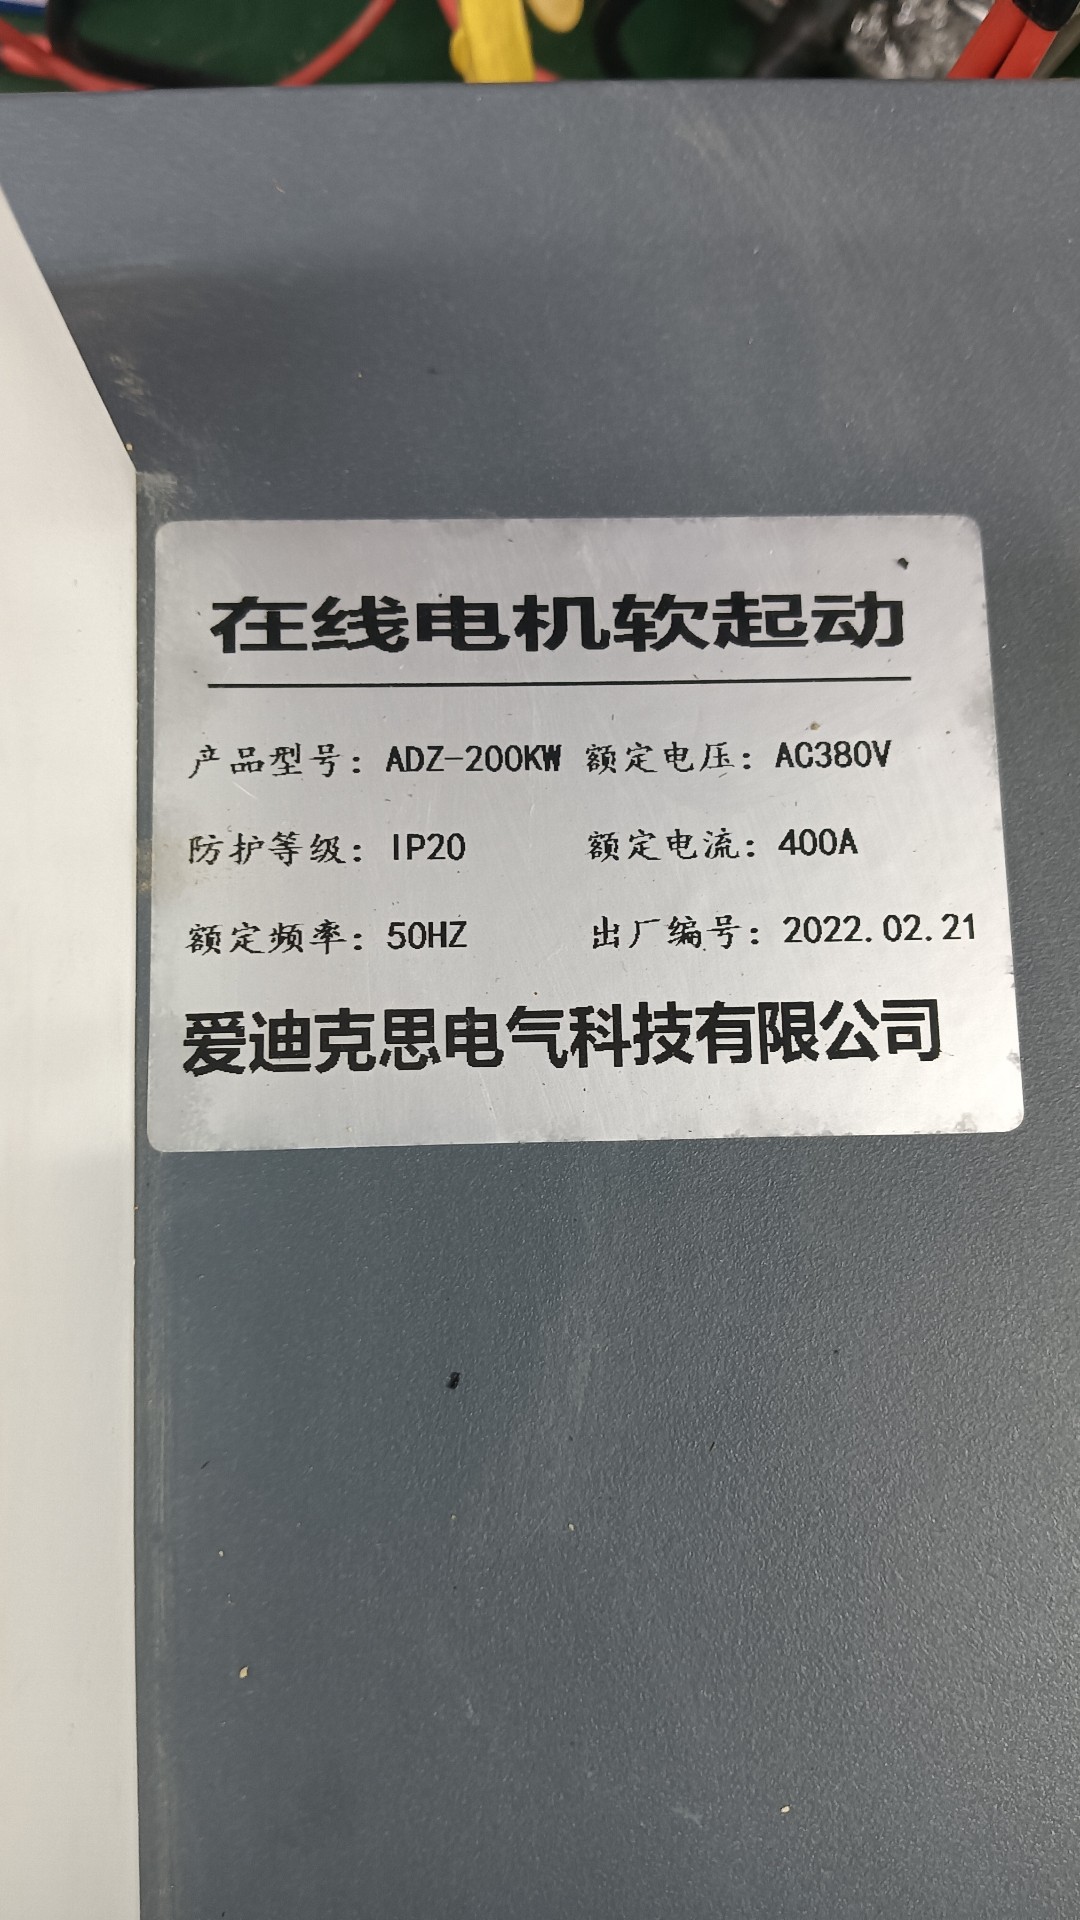 在线电机软起动
产品型号：ADZ-200KW 额定电压：AC380V
防护等级：IP20 额定电流：400A
额定频率：50HZ 出厂编号：2022.02.21
爱迪克思电气科技有限公司